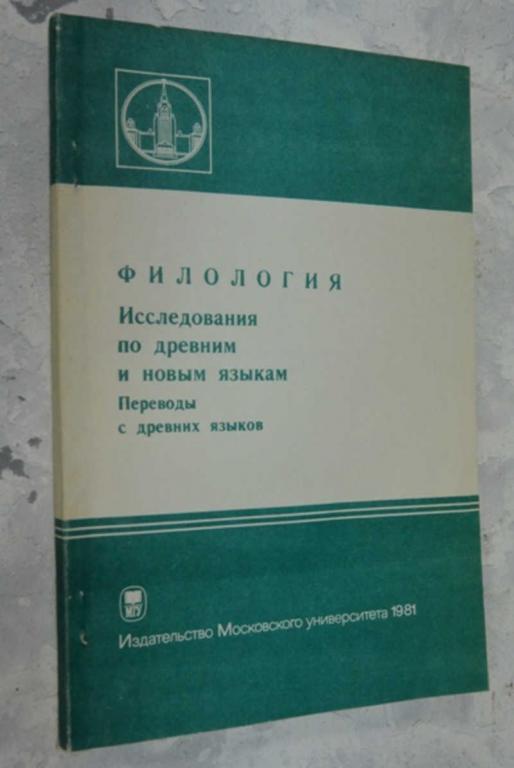 ФИЛОЛОГИЯ
Исследования
по древним
и новым языкам
Переводы
с древних языков
МГУ
Издательство Московского университета 1981